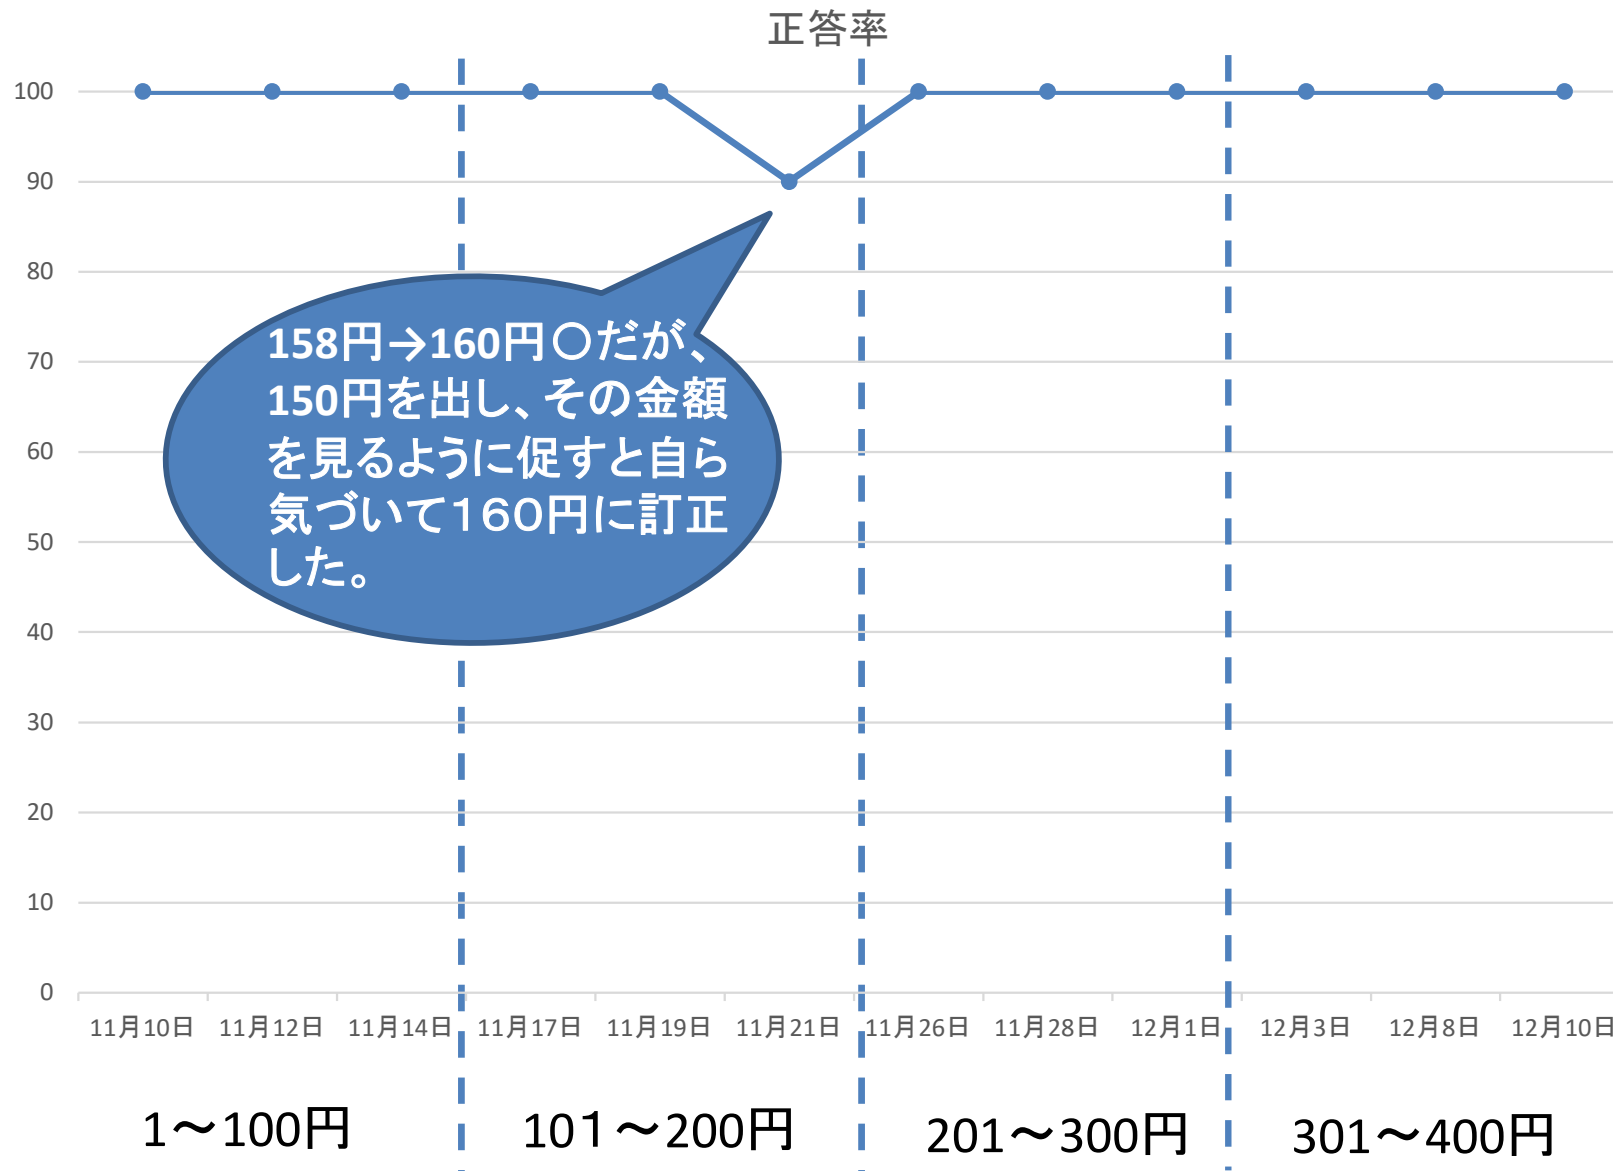 正答率
100
90
80
70
60
50
40
30
20
10
0
158円→160円〇だが、
150円を出し、その金額
を見るように促すと自ら
気づいて１６０円に訂正
した。
11月10日 11月12日 11月14日 11月17日 11月19日 11月21日 11月26日 11月28日 12月1日 12月3日 12月8日 12月10日
1～100円 10１～200円 201～300円 301～400円